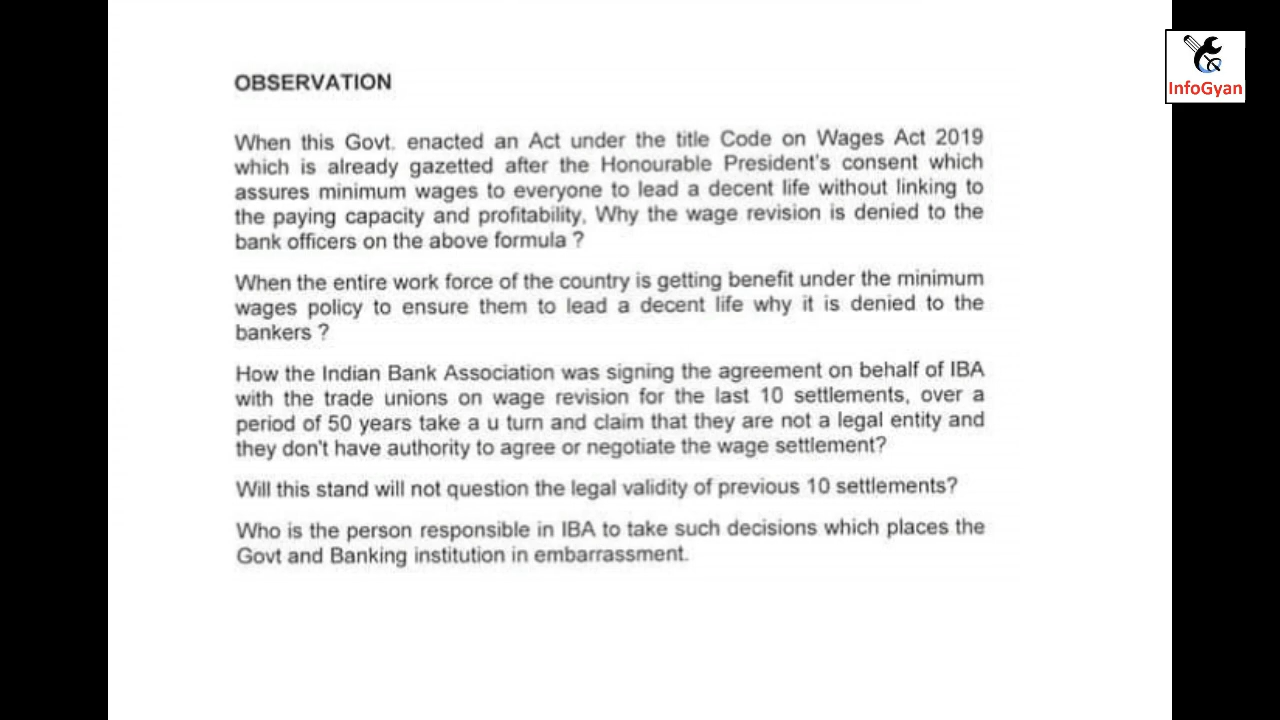 OBSERVATION
When this Govt. enacted an Act under the title Code on Wages Act 2019
which is already gazetted after the Honourable President's consent which
assures minimum wages to everyone to lead a decent life without linking to
the paying capacity and profitability, Why the wage revision is denied to the
bank officers on the above formula ?
When the entire work force of the country is getting benefit under the minimum
wages policy to ensure them to lead a decent life why it is denied to the
bankers ?
How the Indian Bank Association was signing the agreement on behalf of IBA
with the trade unions on wage revision for the last 10 settlements, over a
period of 50 years take a u turn and claim that they are not a legal entity and
they don't have authority to agree or negotiate the wage settlement?
Will this stand will not question the legal validity of previous 10 settlements?
Who is the person responsible in IBA to take such decisions which places the
Govt and Banking institution in embarrassment.
InfoGyan